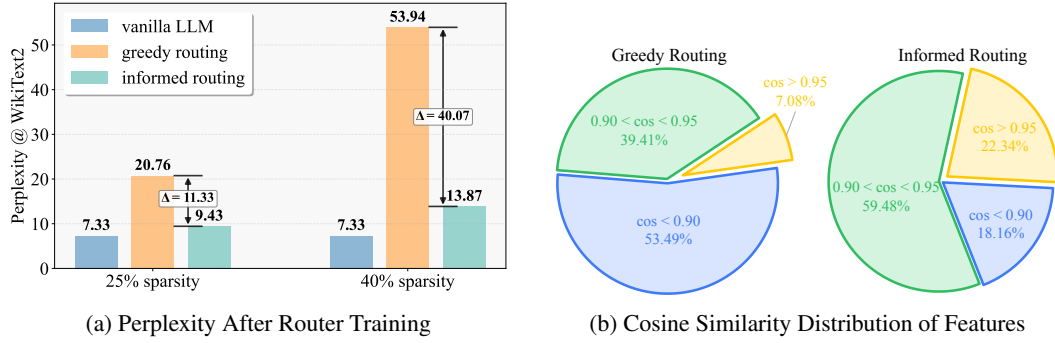 Perplexity @ WikiText2
50
40
30
20
10
0
vanilla LLM
greedy routing
informed routing
53.94
Δ = 40.07
20.76
Δ = 11.33
7.33
9.43
7.33
13.87
25% sparsity
40% sparsity
(a) Perplexity After Router Training
Greedy Routing
cos > 0.95
7.08%
0.90 < cos < 0.95
39.41%
cos < 0.90
53.49%
Informed Routing
cos > 0.95
22.34%
0.90 < cos < 0.95
59.48%
cos < 0.90
18.16%
(b) Cosine Similarity Distribution of Features